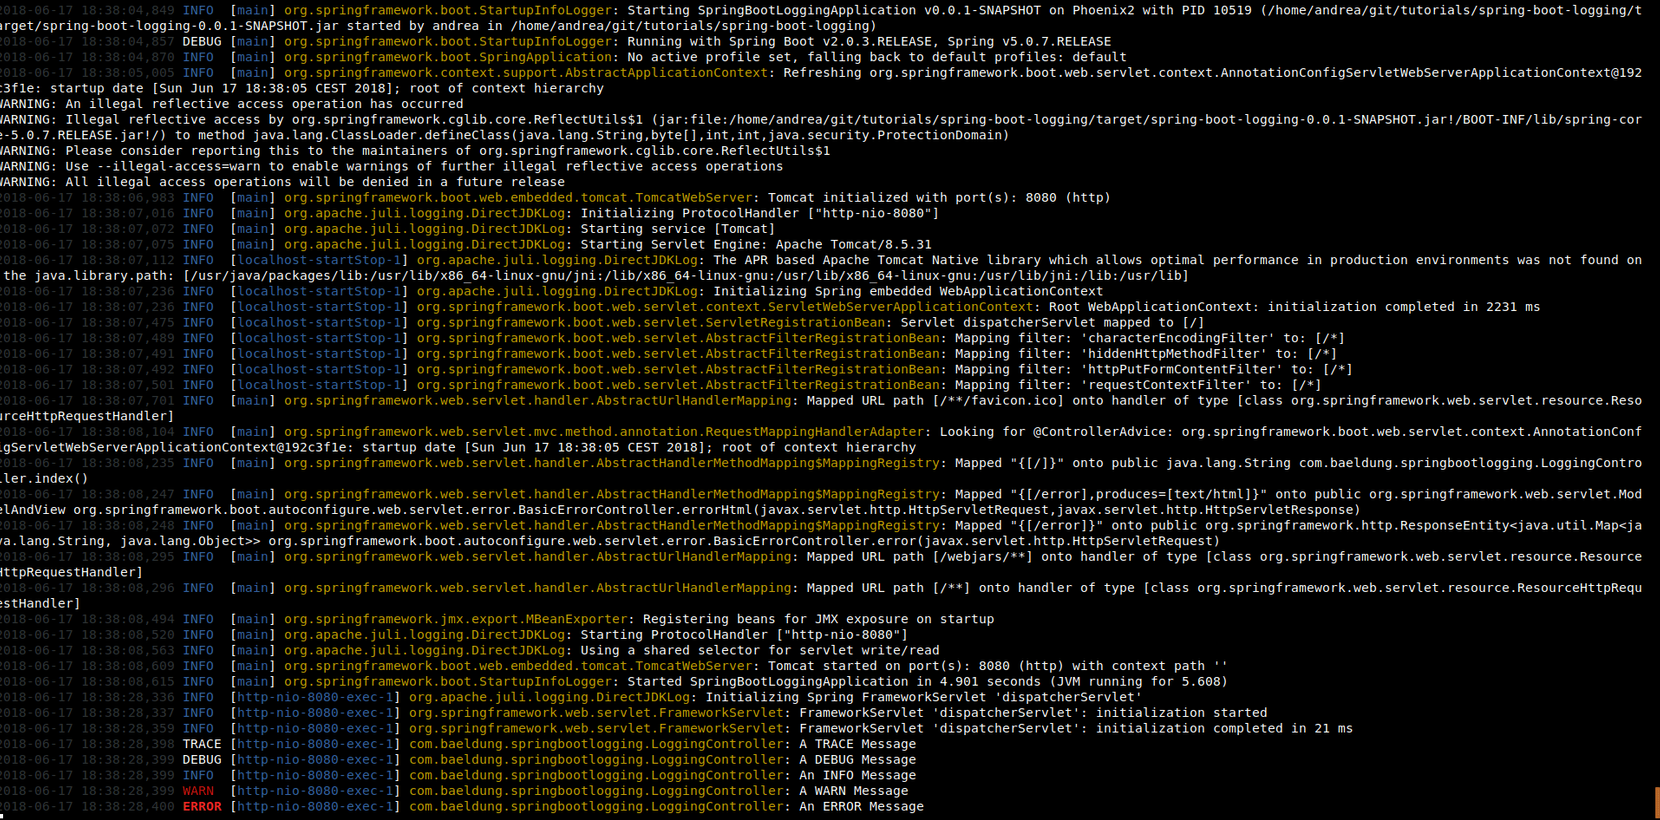 2018-06-17 18:38:04,849 INFO  [main] org.springframework.boot.StartupInfoLogger: Starting SpringBootLoggingApplication v0.0.1-SNAPSHOT on Phoenix2 with PID 10519 (/home/andrea/git/tutorials/spring-boot-logging/t
arget/spring-boot-logging-0.0.1-SNAPSHOT.jar started by andrea in /home/andrea/git/tutorials/spring-boot-logging)
2018-06-17 18:38:04,857 DEBUG [main] org.springframework.boot.StartupInfoLogger: Running with Spring Boot v2.0.3.RELEASE, Spring v5.0.7.RELEASE
2018-06-17 18:38:04,870 INFO  [main] org.springframework.boot.SpringApplication: No active profile set, falling back to default profiles: default
2018-06-17 18:38:05,005 INFO  [main] org.springframework.context.support.AbstractApplicationContext: Refreshing org.springframework.boot.web.servlet.context.AnnotationConfigServletWebServerApplicationContext@192
c3f1e: startup date [Sun Jun 17 18:38:05 CEST 2018]; root of context hierarchy
WARNING: An illegal reflective access operation has occurred
WARNING: Illegal reflective access by org.springframework.cglib.core.ReflectUtils$1 (jar:file:/home/andrea/git/tutorials/spring-boot-logging/target/spring-boot-logging-0.0.1-SNAPSHOT.jar!/BOOT-INF/lib/spring-cor
e-5.0.7.RELEASE.jar!/) to method java.lang.ClassLoader.defineClass(java.lang.String,byte[],int,int,java.security.ProtectionDomain)
WARNING: Please consider reporting this to the maintainers of org.springframework.cglib.core.ReflectUtils$1
WARNING: Use --illegal-access=warn to enable warnings of further illegal reflective access operations
WARNING: All illegal access operations will be denied in a future release
2018-06-17 18:38:06,983 INFO  [main] org.springframework.boot.web.embedded.tomcat.TomcatWebServer: Tomcat initialized with port(s): 8080 (http)
2018-06-17 18:38:07,016 INFO  [main] org.apache.juli.logging.DirectJDKLog: Initializing ProtocolHandler ["http-nio-8080"]
2018-06-17 18:38:07,072 INFO  [main] org.apache.juli.logging.DirectJDKLog: Starting service [Tomcat]
2018-06-17 18:38:07,075 INFO  [main] org.apache.juli.logging.DirectJDKLog: Starting Servlet Engine: Apache Tomcat/8.5.31
2018-06-17 18:38:07,112 INFO  [localhost-startStop-1] org.apache.juli.logging.DirectJDKLog: The APR based Apache Tomcat Native library which allows optimal performance in production environments was not found on
 the java.library.path: [/usr/java/packages/lib:/usr/lib/x86_64-linux-gnu/jni:/lib/x86_64-linux-gnu:/usr/lib/x86_64-linux-gnu:/usr/lib/jni:/lib:/usr/lib]
2018-06-17 18:38:07,236 INFO  [localhost-startStop-1] org.apache.juli.logging.DirectJDKLog: Initializing Spring embedded WebApplicationContext
2018-06-17 18:38:07,236 INFO  [localhost-startStop-1] org.springframework.boot.web.servlet.context.ServletWebServerApplicationContext: Root WebApplicationContext: initialization completed in 2231 ms
2018-06-17 18:38:07,475 INFO  [localhost-startStop-1] org.springframework.boot.web.servlet.ServletRegistrationBean: Servlet dispatcherServlet mapped to [/]
2018-06-17 18:38:07,489 INFO  [localhost-startStop-1] org.springframework.boot.web.servlet.AbstractFilterRegistrationBean: Mapping filter: 'characterEncodingFilter' to: [/*]
2018-06-17 18:38:07,491 INFO  [localhost-startStop-1] org.springframework.boot.web.servlet.AbstractFilterRegistrationBean: Mapping filter: 'hiddenHttpMethodFilter' to: [/*]
2018-06-17 18:38:07,492 INFO  [localhost-startStop-1] org.springframework.boot.web.servlet.AbstractFilterRegistrationBean: Mapping filter: 'httpPutFormContentFilter' to: [/*]
2018-06-17 18:38:07,501 INFO  [localhost-startStop-1] org.springframework.boot.web.servlet.AbstractFilterRegistrationBean: Mapping filter: 'requestContextFilter' to: [/*]
2018-06-17 18:38:07,701 INFO  [main] org.springframework.web.servlet.handler.AbstractUrlHandlerMapping: Mapped URL path [/**/favicon.ico] onto handler of type [class org.springframework.web.servlet.resource.Reso
urceHttpRequestHandler]
2018-06-17 18:38:08,104 INFO  [main] org.springframework.web.servlet.mvc.method.annotation.RequestMappingHandlerAdapter: Looking for @ControllerAdvice: org.springframework.boot.web.servlet.context.AnnotationConf
igServletWebServerApplicationContext@192c3f1e: startup date [Sun Jun 17 18:38:05 CEST 2018]; root of context hierarchy
2018-06-17 18:38:08,235 INFO  [main] org.springframework.web.servlet.handler.AbstractHandlerMethodMapping$MappingRegistry: Mapped "{[/]}" onto public java.lang.String com.baeldung.springbootlogging.LoggingContro
ller.index()
2018-06-17 18:38:08,247 INFO  [main] org.springframework.web.servlet.handler.AbstractHandlerMethodMapping$MappingRegistry: Mapped "{[/error],produces=[text/html]}" onto public org.springframework.web.servlet.Mod
elAndView org.springframework.boot.autoconfigure.web.servlet.error.BasicErrorController.errorHtml(javax.servlet.http.HttpServletRequest,javax.servlet.http.HttpServletResponse)
2018-06-17 18:38:08,248 INFO  [main] org.springframework.web.servlet.handler.AbstractHandlerMethodMapping$MappingRegistry: Mapped "{[/error]}" onto public org.springframework.http.ResponseEntity<java.util.Map<ja
va.lang.String, java.lang.Object>> org.springframework.boot.autoconfigure.web.servlet.error.BasicErrorController.error(javax.servlet.http.HttpServletRequest)
2018-06-17 18:38:08,295 INFO  [main] org.springframework.web.servlet.handler.AbstractUrlHandlerMapping: Mapped URL path [/webjars/**] onto handler of type [class org.springframework.web.servlet.resource.Resource
HttpRequestHandler]
2018-06-17 18:38:08,296 INFO  [main] org.springframework.web.servlet.handler.AbstractUrlHandlerMapping: Mapped URL path [/**] onto handler of type [class org.springframework.web.servlet.resource.ResourceHttpRequ
estHandler]
2018-06-17 18:38:08,494 INFO  [main] org.springframework.jmx.export.MBeanExporter: Registering beans for JMX exposure on startup
2018-06-17 18:38:08,520 INFO  [main] org.apache.juli.logging.DirectJDKLog: Starting ProtocolHandler ["http-nio-8080"]
2018-06-17 18:38:08,563 INFO  [main] org.apache.juli.logging.DirectJDKLog: Using a shared selector for servlet write/read
2018-06-17 18:38:08,609 INFO  [main] org.springframework.boot.web.embedded.tomcat.TomcatWebServer: Tomcat started on port(s): 8080 (http) with context path ''
2018-06-17 18:38:08,615 INFO  [main] org.springframework.boot.StartupInfoLogger: Started SpringBootLoggingApplication in 4.901 seconds (JVM running for 5.608)
2018-06-17 18:38:28,336 INFO  [http-nio-8080-exec-1] org.apache.juli.logging.DirectJDKLog: Initializing Spring FrameworkServlet 'dispatcherServlet'
2018-06-17 18:38:28,337 INFO  [http-nio-8080-exec-1] org.springframework.web.servlet.FrameworkServlet: FrameworkServlet 'dispatcherServlet': initialization started
2018-06-17 18:38:28,359 INFO  [http-nio-8080-exec-1] org.springframework.web.servlet.FrameworkServlet: FrameworkServlet 'dispatcherServlet': initialization completed in 21 ms
2018-06-17 18:38:28,398 TRACE [http-nio-8080-exec-1] com.baeldung.springbootlogging.LoggingController: A TRACE Message
2018-06-17 18:38:28,399 DEBUG [http-nio-8080-exec-1] com.baeldung.springbootlogging.LoggingController: A DEBUG Message
2018-06-17 18:38:28,399 INFO  [http-nio-8080-exec-1] com.baeldung.springbootlogging.LoggingController: An INFO Message
2018-06-17 18:38:28,399 WARN  [http-nio-8080-exec-1] com.baeldung.springbootlogging.LoggingController: A WARN Message
2018-06-17 18:38:28,400 ERROR [http-nio-8080-exec-1] com.baeldung.springbootlogging.LoggingController: An ERROR Message